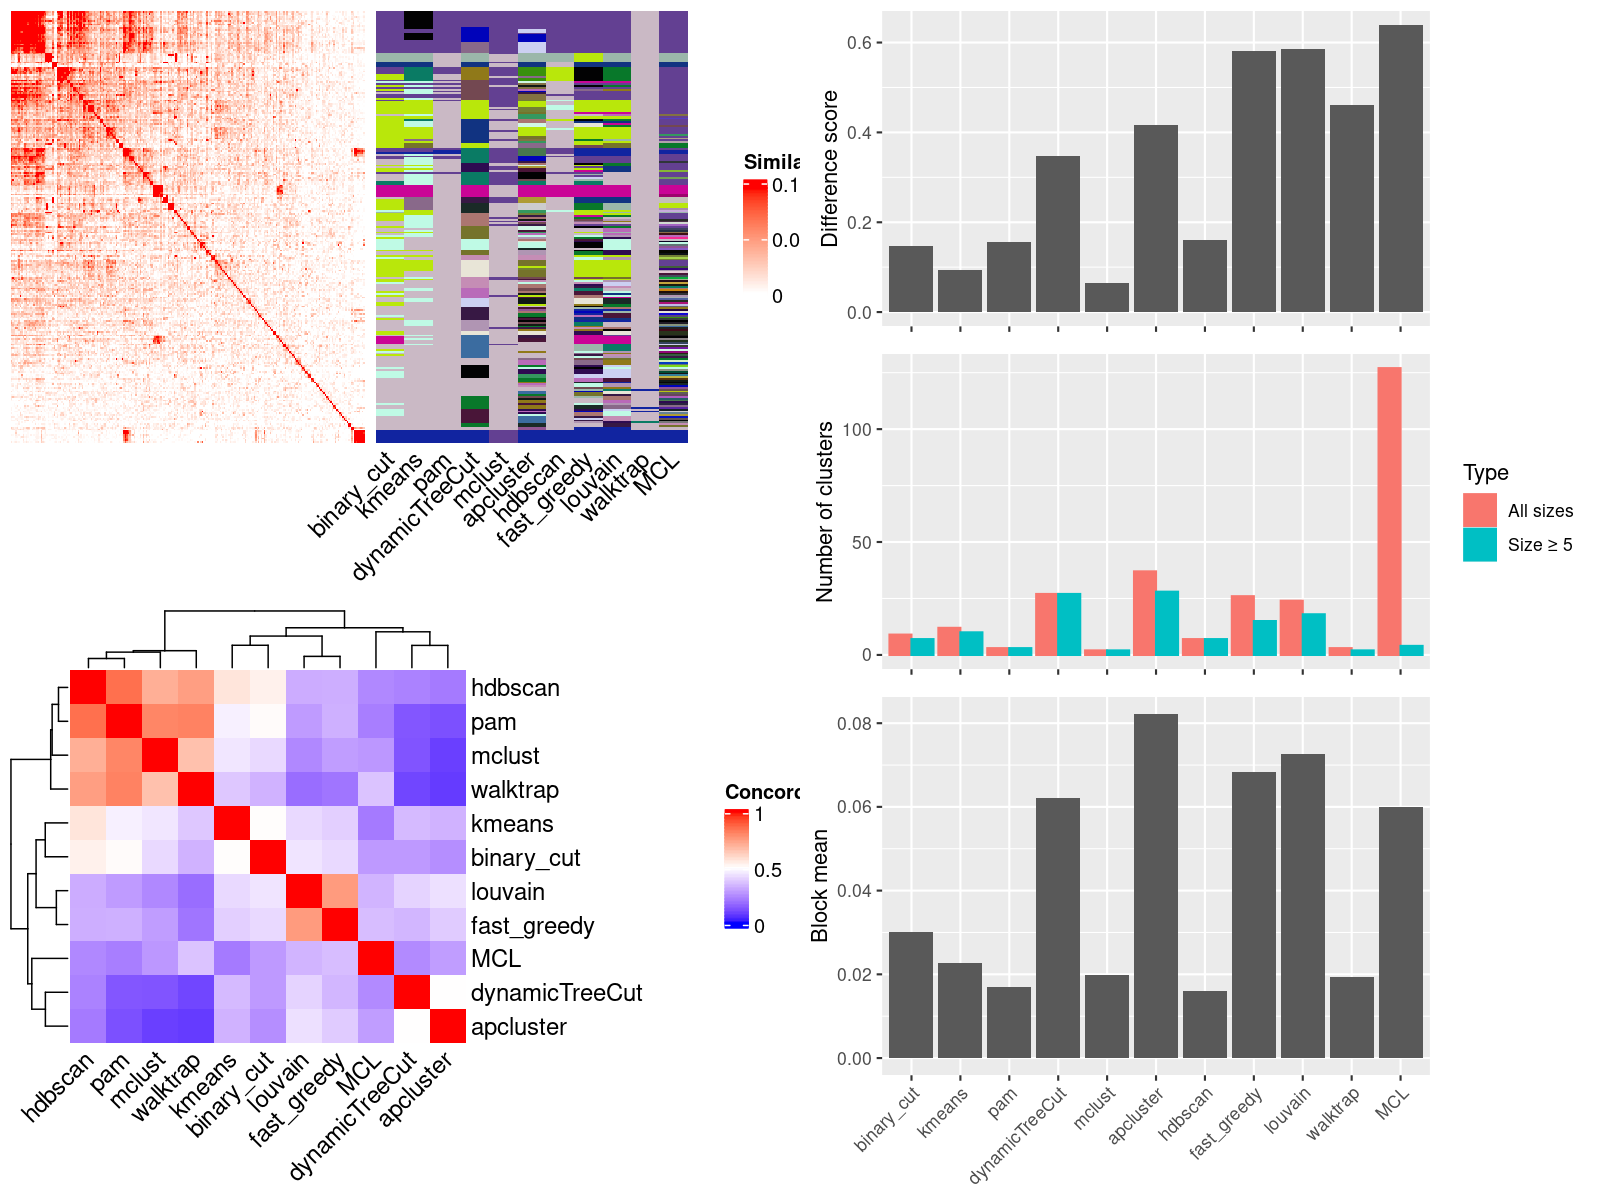 Simila
0.1
0.0
0
binary_cut
kmeans
pam
dynamicTreeCut
mclust
apcluster
hdbscan
fast_greedy
louvain
walktrap
MCL
hdbscan
pam
mclust
walktrap
kmeans
binary_cut
louvain
fast_greedy
MCL
dynamicTreeCut
apcluster
hdbscan
pam
mclust
walktrap
kmeans
binary_cut
louvain
fast_greedy
MCL
dynamicTreeCut
apcluster
Concord
1
0.5
0
Difference score
0.6
0.4
0.2
0.0
Number of clusters
100
50
0
Type
All sizes
Size ≥ 5
Block mean
0.08
0.06
0.04
0.02
0.00
binary_cut
kmeans
pam
dynamicTreeCut
mclust
apcluster
hdbscan
fast_greedy
louvain
walktrap
MCL